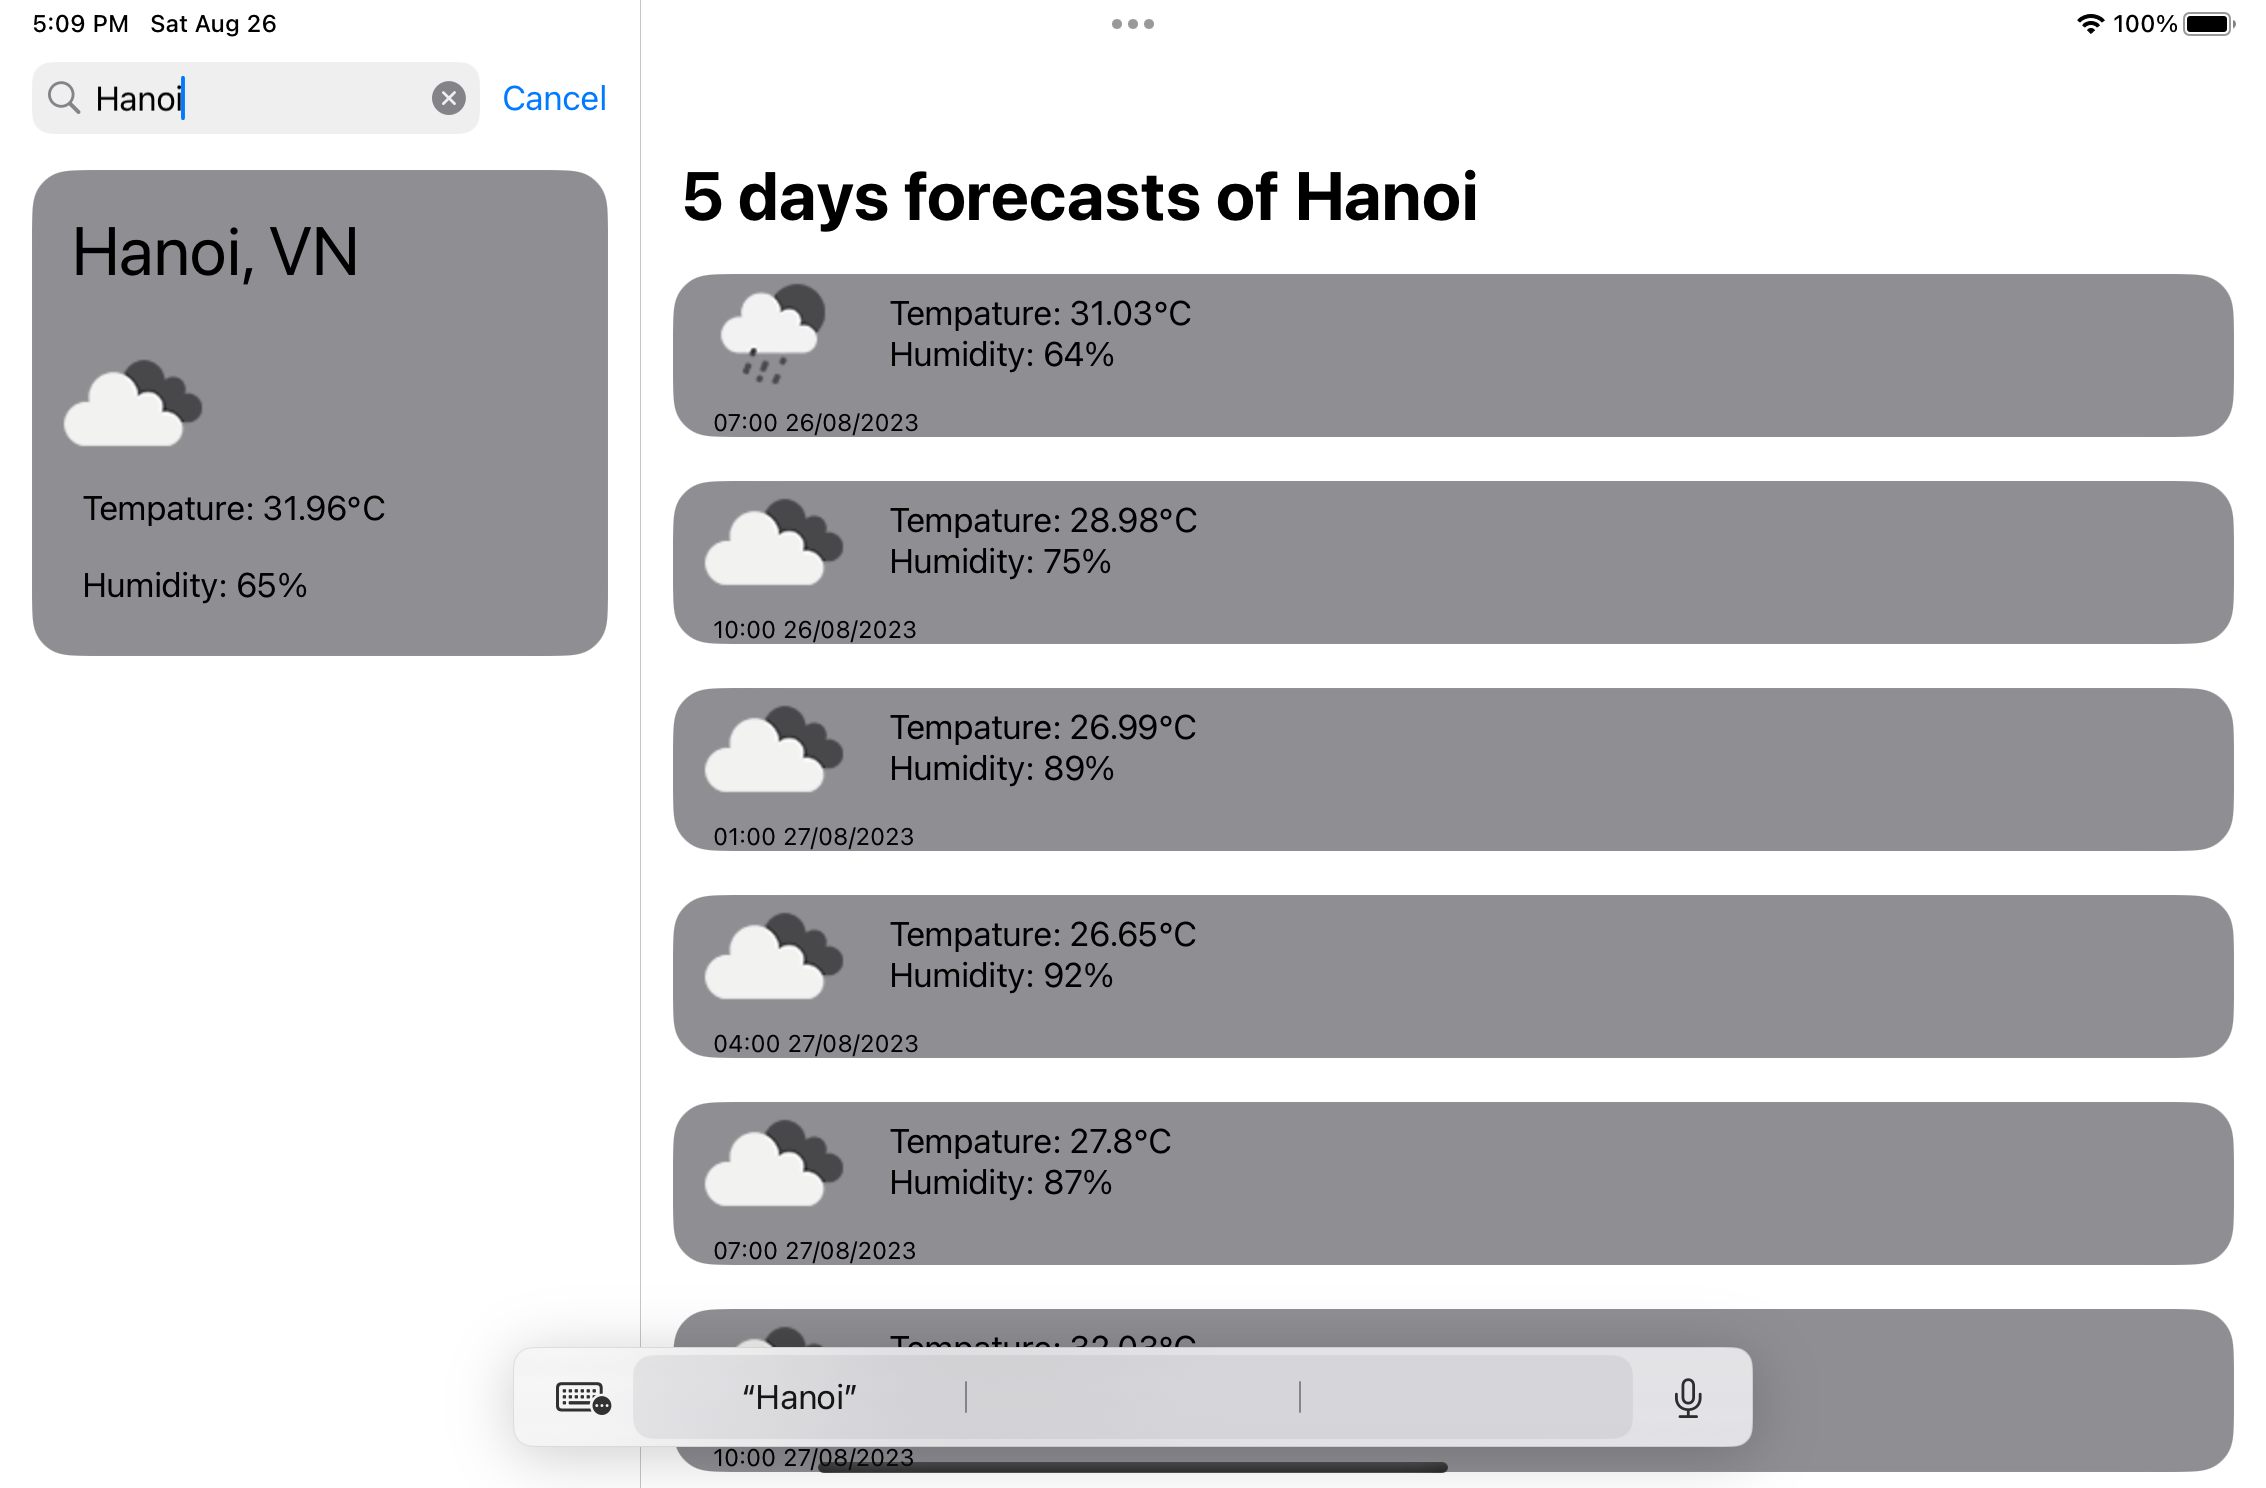 5:09 PM Sat Aug 26
100%
Hanoi
Cancel
Hanoi, VN
Tempature: 31.96°C
Humidity: 65%
5 days forecasts of Hanoi
Tempature: 31.03°C
Humidity: 64%
07:00 26/08/2023
Tempature: 28.98°C
Humidity: 75%
10:00 26/08/2023
Tempature: 26.99°C
Humidity: 89%
01:00 27/08/2023
Tempature: 26.65°C
Humidity: 92%
04:00 27/08/2023
Tempature: 27.8°C
Humidity: 87%
07:00 27/08/2023
Tempature: 32.03°C
“Hanoi”
10:00 27/08/2023